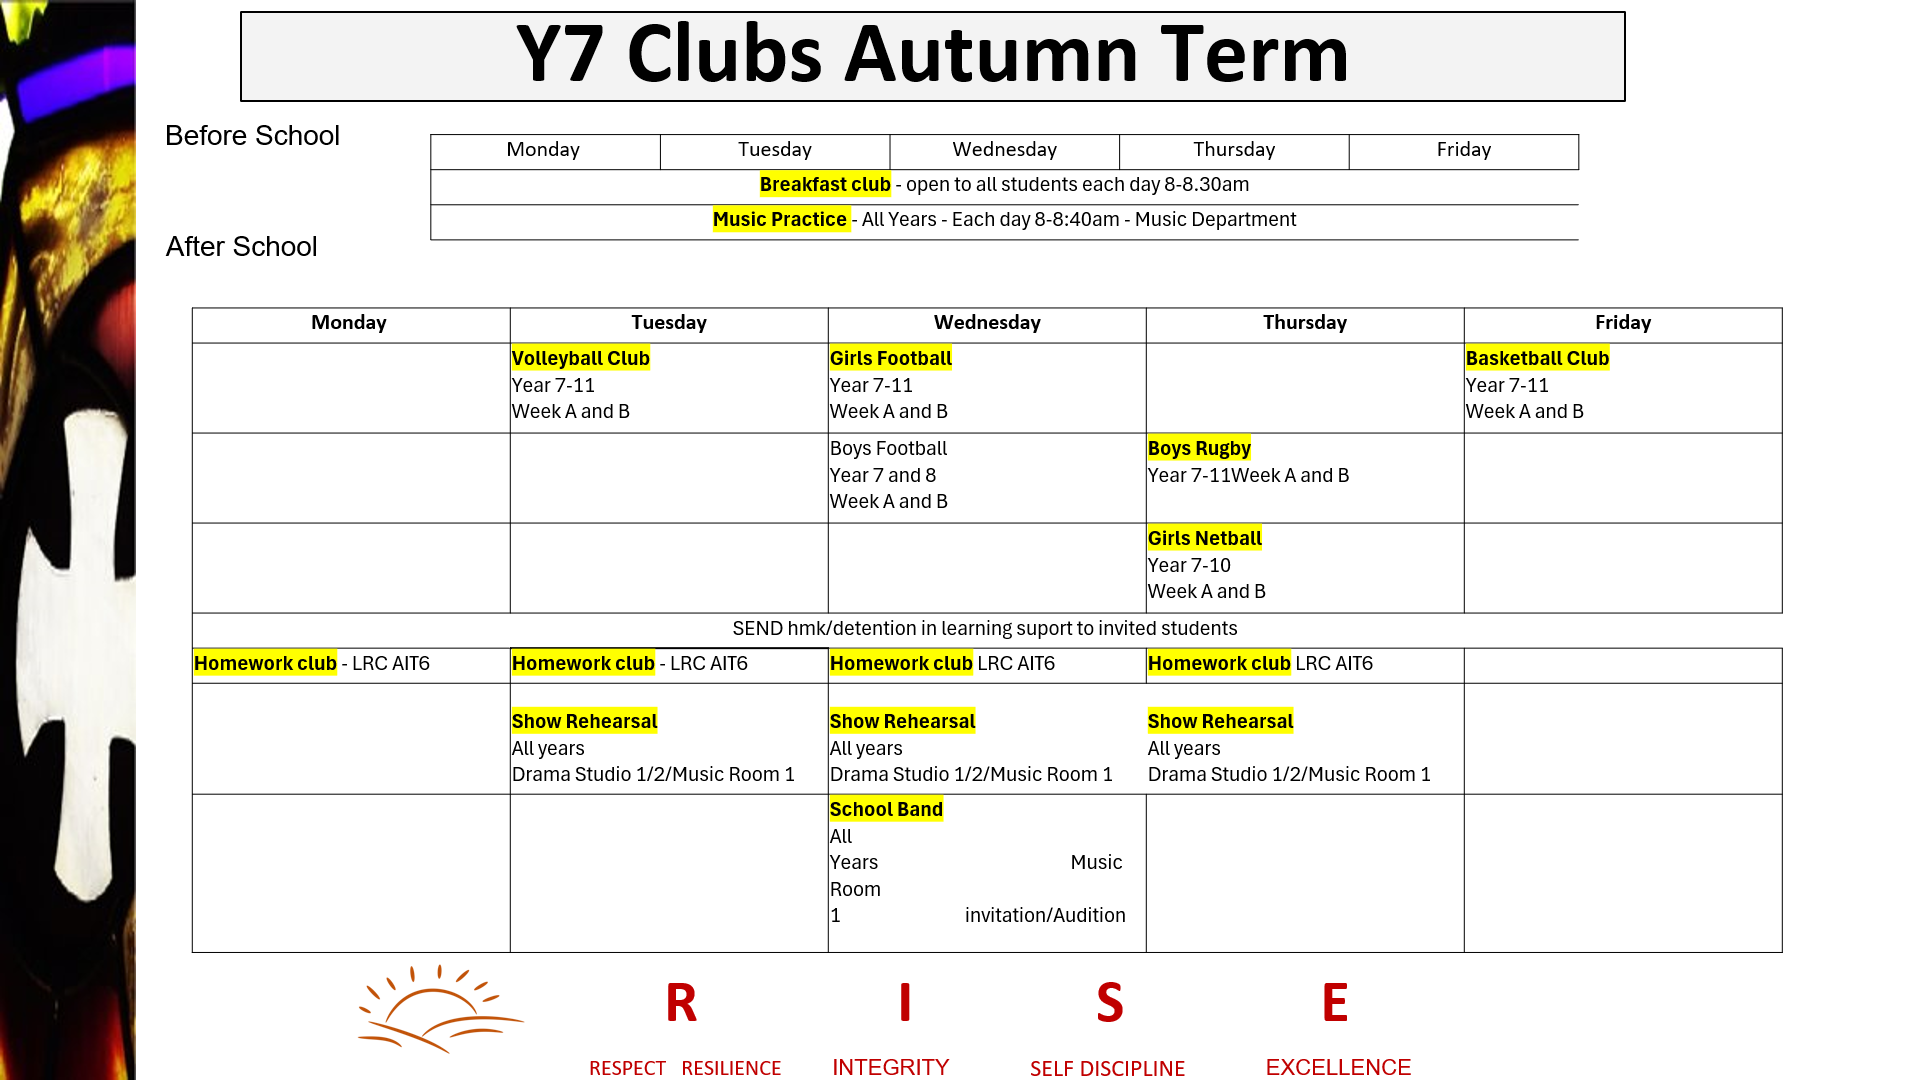 Y7 Clubs Autumn Term
Before School
Monday Tuesday Wednesday Thursday Friday
Breakfast club - open to all students each day 8-8.30am
Music Practice - All Years - Each day 8-8:40am - Music Department
After School
Monday Tuesday Wednesday Thursday Friday
Volleyball Club
Year 7-11
Week A and B
Girls Football
Year 7-11
Week A and B
Basketball Club
Year 7-11
Week A and B
Boys Football
Year 7 and 8
Week A and B
Boys Rugby
Year 7-11Week A and B
Girls Netball
Year 7-10
Week A and B
SEND hmk/detention in learning suport to invited students
Homework club - LRC AIT6
Homework club - LRC AIT6
Homework club LRC AIT6
Homework club LRC AIT6
Show Rehearsal
All years
Drama Studio 1/2/Music Room 1
Show Rehearsal
All years
Drama Studio 1/2/Music Room 1
Show Rehearsal
All years
Drama Studio 1/2/Music Room 1
School Band
All
Years Music
Room
1 invitation/Audition
R I S E
RESPECT RESILIENCE INTEGRITY SELF DISCIPLINE EXCELLENCE